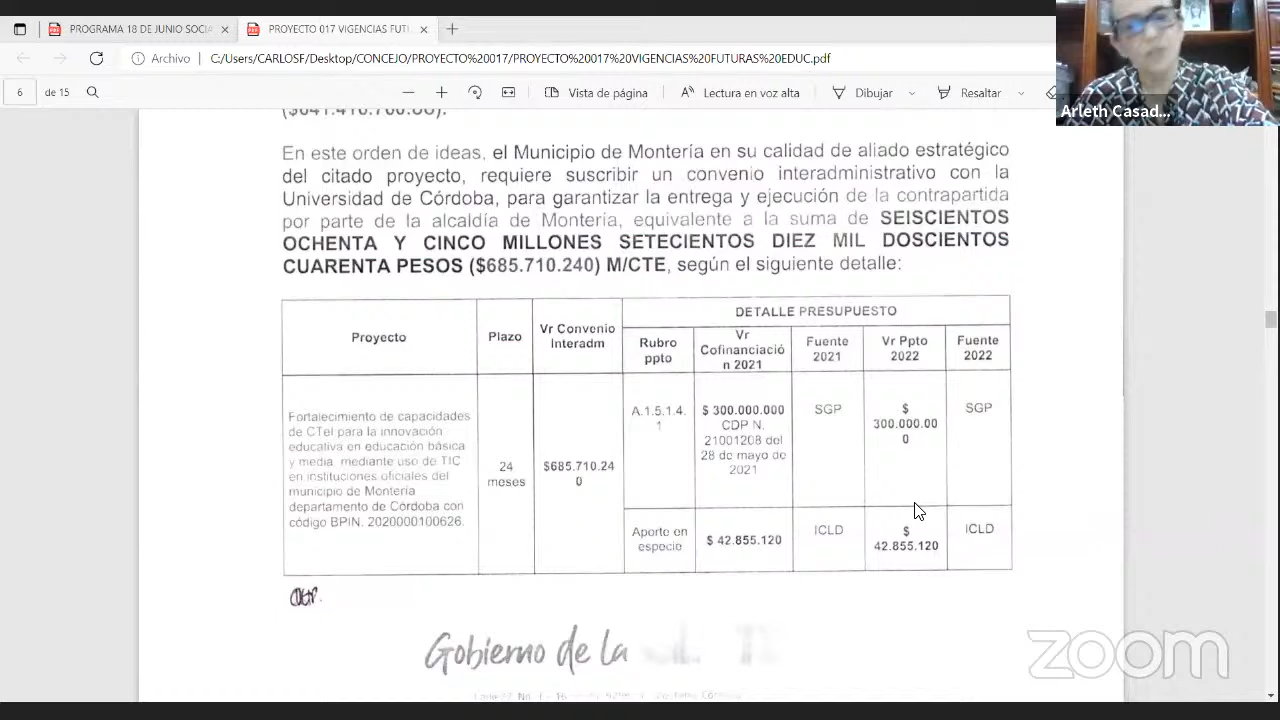 PROGRAMA 18 DE JUNIO SOCIA
PROYECTO 017 VIGENCIAS FUTU
Archivo
C:/Users/CARLOSF/Desktop/CONCEJO/PROYECTO%20017/PROYECTO%20017%20VIGENCIAS%20FUTURAS%20EDUC.pdf
6 de 15
Vista de página
Lectura en voz alta
Dibujar
Resaltar
Arleth Casad...
En este orden de ideas, el Municipio de Montería en su calidad de aliado estratégico
del citado proyecto, requiere suscribir un convenio interadministrativo con la
Universidad de Córdoba, para garantizar la entrega y ejecución de la contrapartida
por parte de la alcaldía de Montería, equivalente a la suma de SEISCIENTOS
OCHENTA Y CINCO MILLONES SETECIENTOS DIEZ MIL DOSCIENTOS
CUARENTA PESOS ($685.710.240) M/CTE, según el siguiente detalle:
Proyecto
Plazo
Vr Convenio
Interadm
DETALLE PRESUPUESTO
Rubro
ppto
Vr
Cofinanciació
n 2021
Fuente
2021
Vr Ppto
2022
Fuente
2022
Fortalecimiento de capacidades
de CTeI para la innovación
educativa en educación básica
y media, mediante uso de TIC
en instituciones oficiales del
municipio de Montería
departamento de Córdoba con
código BPIN. 2020000100626.
24
meses
$685.710.24
0
A.1.5.1.4.
1
$ 300.000.000
CDP N.
21001208 del
28 de mayo de
2021
SGP
$
300.000.00
0
SGP
Aporte en
especie
$ 42.855.120
ICLD
$
42.855.120
ICLD
Gobierno de la
zoom